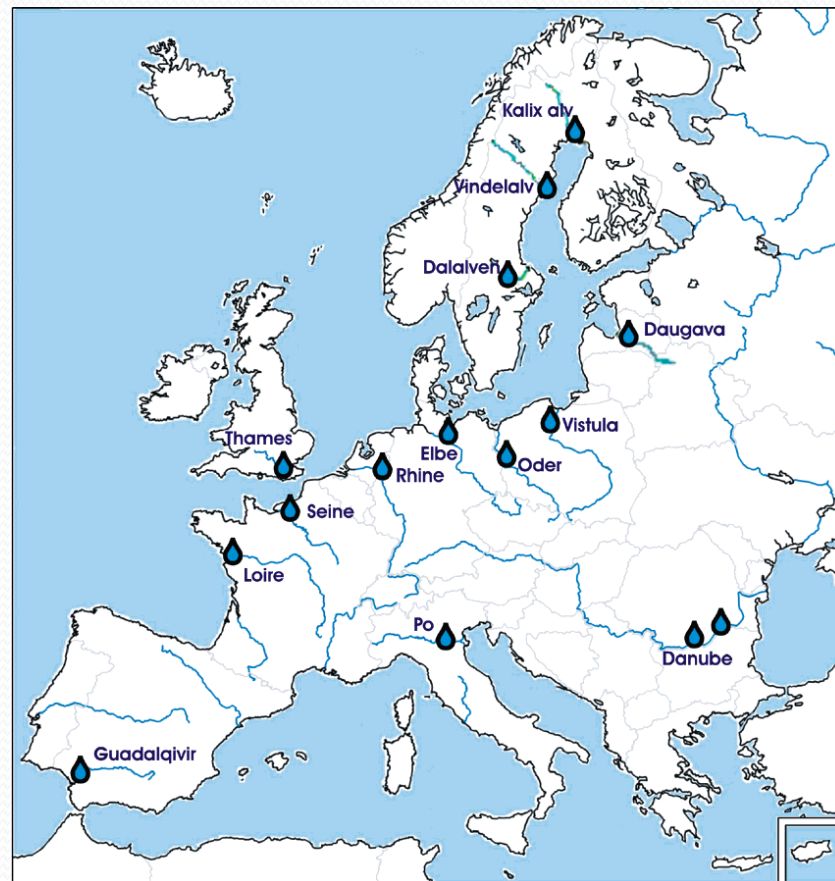 Kalix alv
Vindelalv
Dalalven
Daugava
Thames
Elbe
Vistula
Rhine
Oder
Seine
Loire
Po
Danube
Guadalqivir